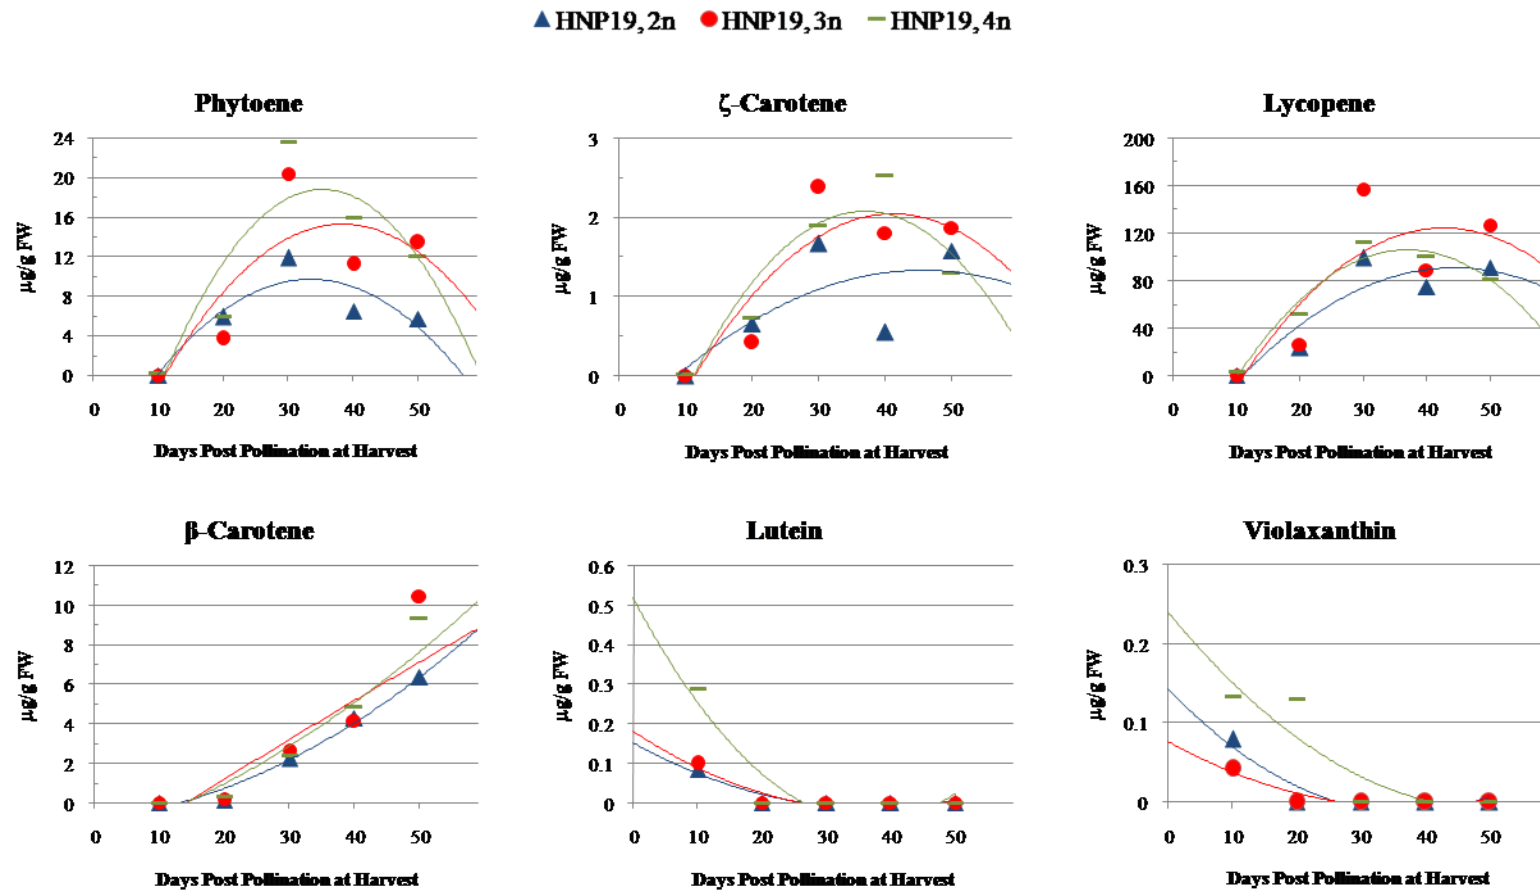 HNP19, 2n HNP19, 3n HNP19, 4n
Phytoene
µg/g FW
24
20
16
12
8
4
0
0 10 20 30 40 50
Days Post Pollination at Harvest
ζ-Carotene
µg/g FW
3
2
1
0
0 10 20 30 40 50
Days Post Pollination at Harvest
Lycopene
µg/g FW
200
160
120
80
40
0
0 10 20 30 40 50
Days Post Pollination at Harvest
β-Carotene
µg/g FW
12
10
8
6
4
2
0
0 10 20 30 40 50
Days Post Pollination at Harvest
Lutein
µg/g FW
0.6
0.5
0.4
0.3
0.2
0.1
0
0 10 20 30 40 50
Days Post Pollination at Harvest
Violaxanthin
µg/g FW
0.3
0.2
0.1
0
0 10 20 30 40 50
Days Post Pollination at Harvest